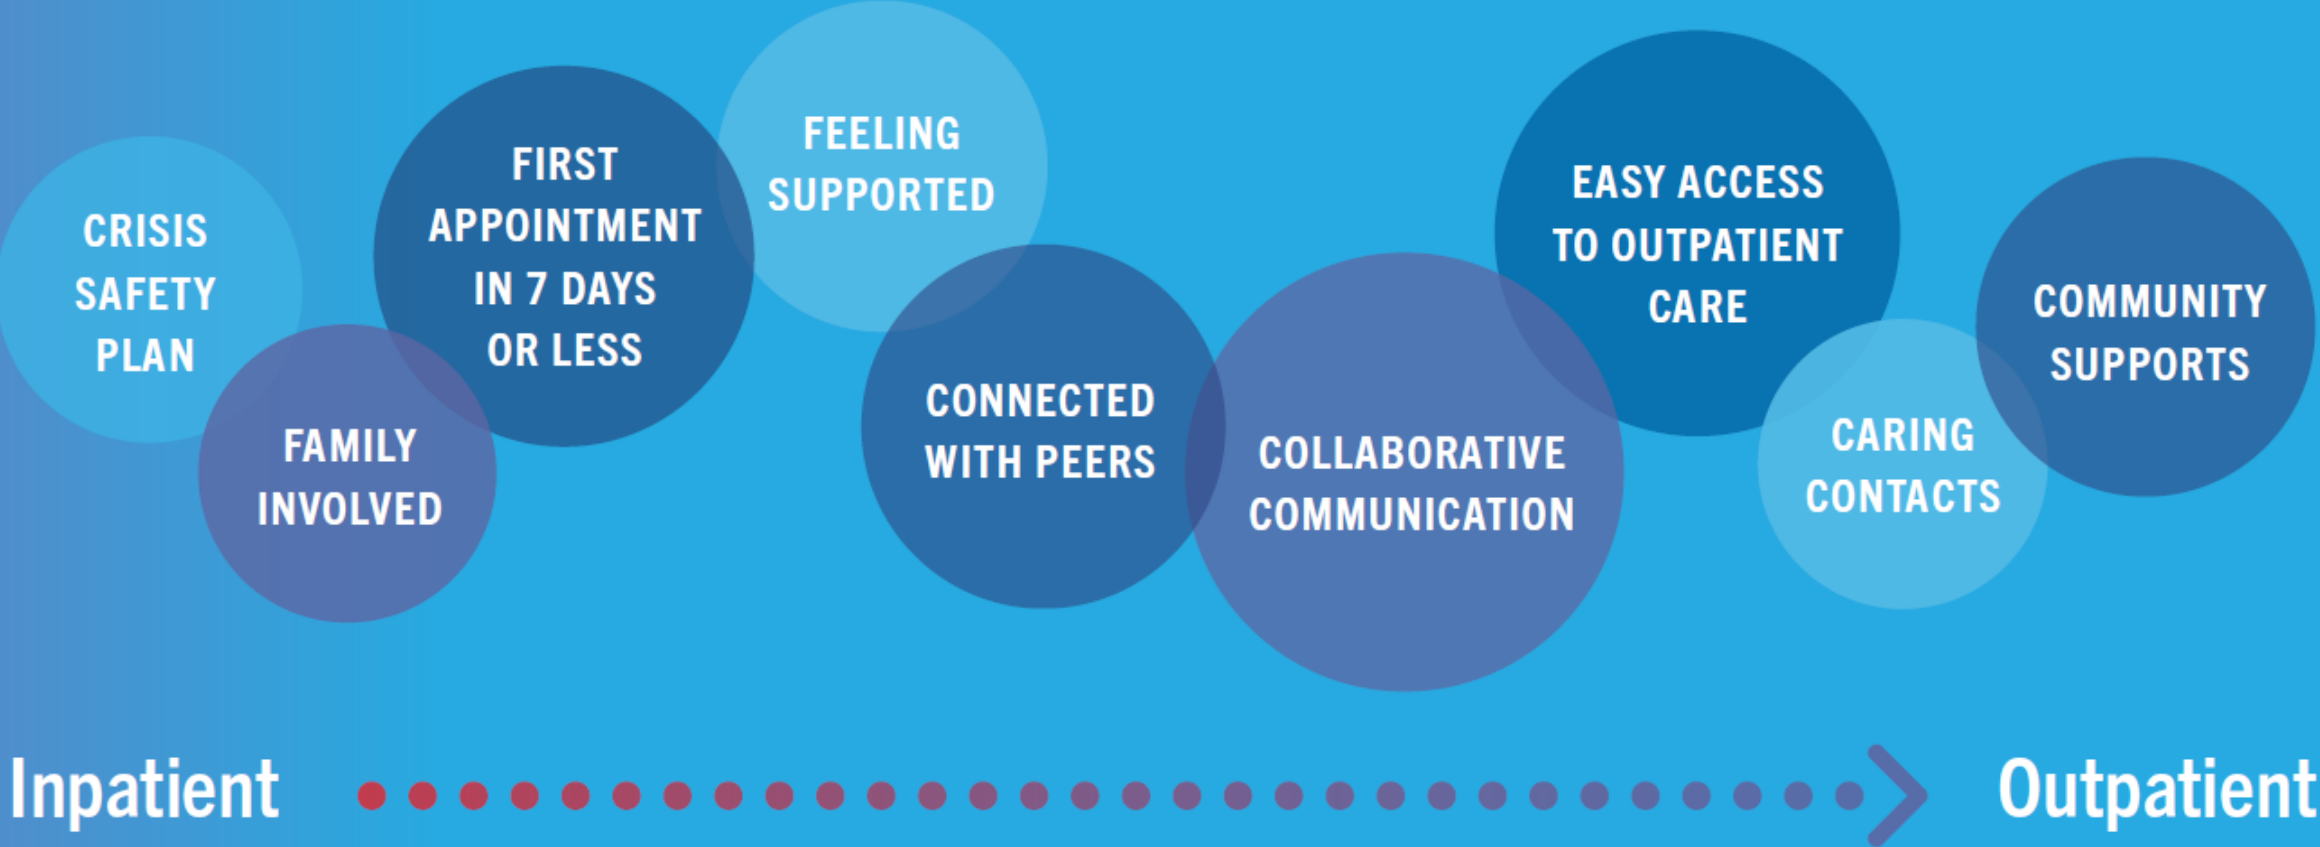 CRISIS
SAFETY
PLAN
FAMILY
INVOLVED
FIRST
APPOINTMENT
IN 7 DAYS
OR LESS
FEELING
SUPPORTED
CONNECTED
WITH PEERS
COLLABORATIVE
COMMUNICATION
EASY ACCESS
TO OUTPATIENT
CARE
CARING
CONTACTS
COMMUNITY
SUPPORTS
Inpatient
Outpatient